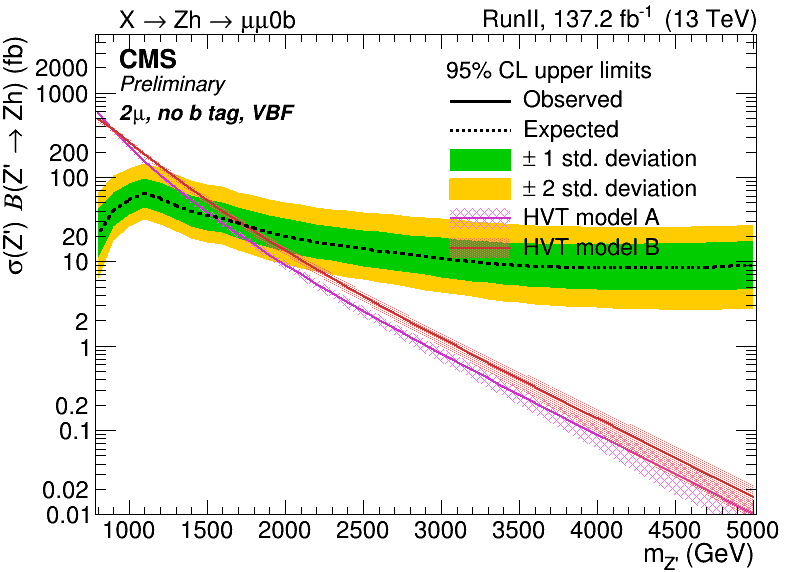 X → Zh → μμ0b
RunII, 137.2 fb⁻¹ (13 TeV)
CMS
Preliminary
2μ, no b tag, VBF
95% CL upper limits
Observed
Expected
± 1 std. deviation
± 2 std. deviation
HVT model A
HVT model B
σ(Z') B(Z' → Zh) (fb)
2000
1000
200
100
20
10
2
1
0.2
0.1
0.02
0.01
1000 1500 2000 2500 3000 3500 4000 4500 5000
m_Z' (GeV)